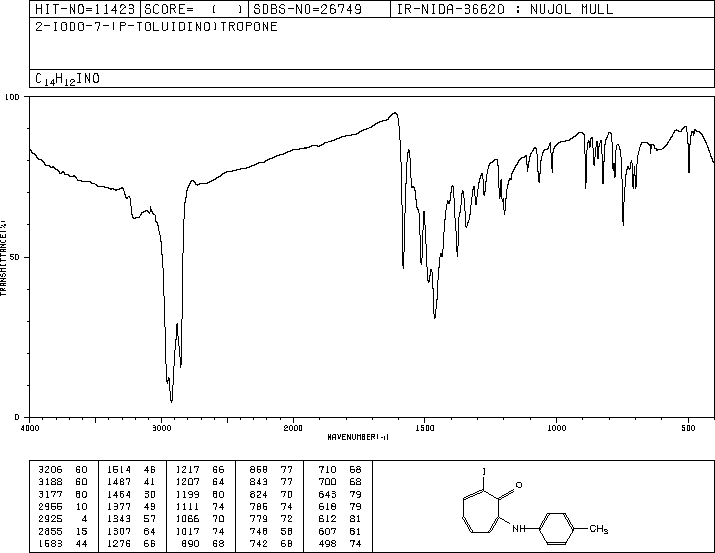 HIT-NO=11423 SCORE= ( ) SDBS-NO=26749 IR-NIDA-36620 : NUJOL MULL
2-IODO-7-(P-TOLUIDINO)TROPONE
C14H12INO
100
50
0
TRANSMITTANCE(%)
4000 3000 2000 1500 1000 500
WAVENUMBER(-1)
3206 60 1514 46 1217 66 858 77 710 68
3188 60 1487 41 1207 64 843 77 700 68
3177 60 1464 30 1199 60 824 70 643 79
2955 10 1377 49 1111 74 786 74 618 79
2925 4 1343 57 1066 70 779 72 612 81
2855 15 1307 64 1017 74 748 58 607 81
1583 44 1276 66 890 68 742 68 498 74
I
O
NH
CH3